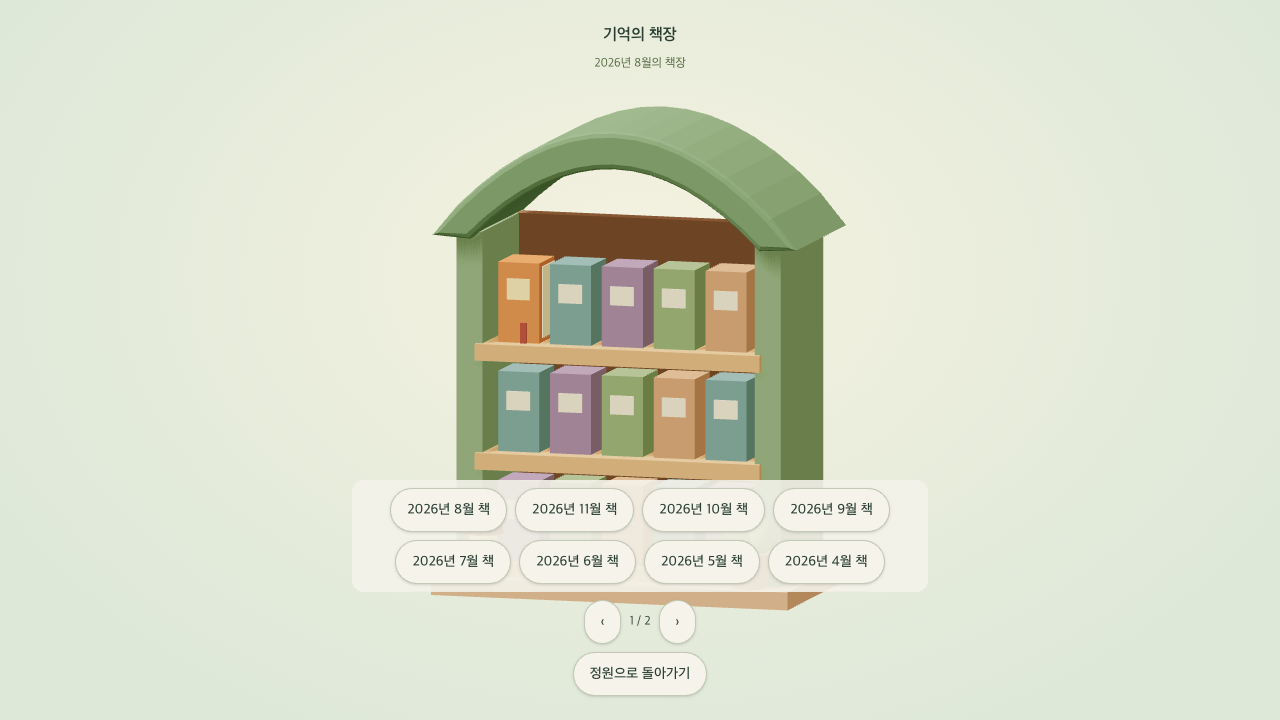 기억의 책장
2026년 8월의 책장
2026년 8월 책
2026년 11월 책
2026년 10월 책
2026년 9월 책
2026년 7월 책
2026년 6월 책
2026년 5월 책
2026년 4월 책
‹ 1 / 2 ›
정원으로 돌아가기